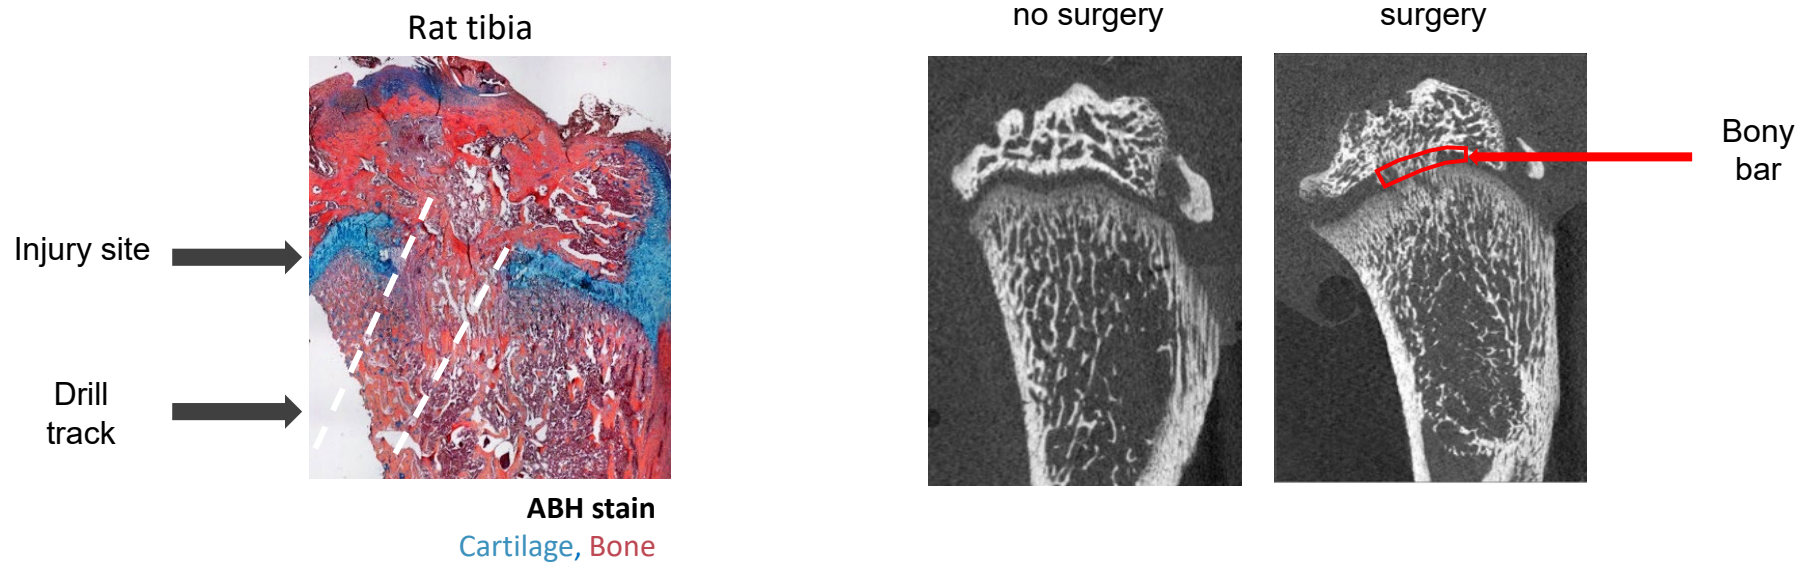 Rat tibia
Injury site
Drill
track
ABH stain
Cartilage, Bone
no surgery
surgery
Bony
bar